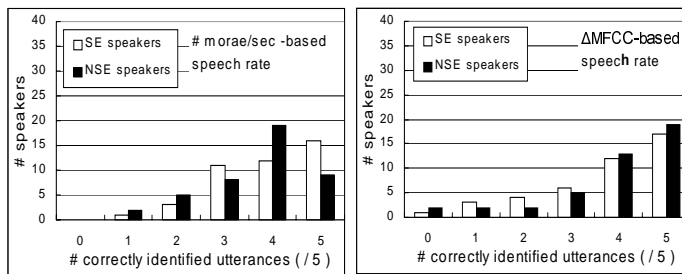 40
35
30
25
20
15
10
5
0
# speakers
SE speakers
NSE speakers
# morae/sec -based
speech rate
0 1 2 3 4 5
# correctly identified utterances ( / 5 )
40
35
30
25
20
15
10
5
0
# speakers
SE speakers
NSE speakers
ΔMFCC-based
speech rate
0 1 2 3 4 5
# correctly identified utterances ( / 5 )